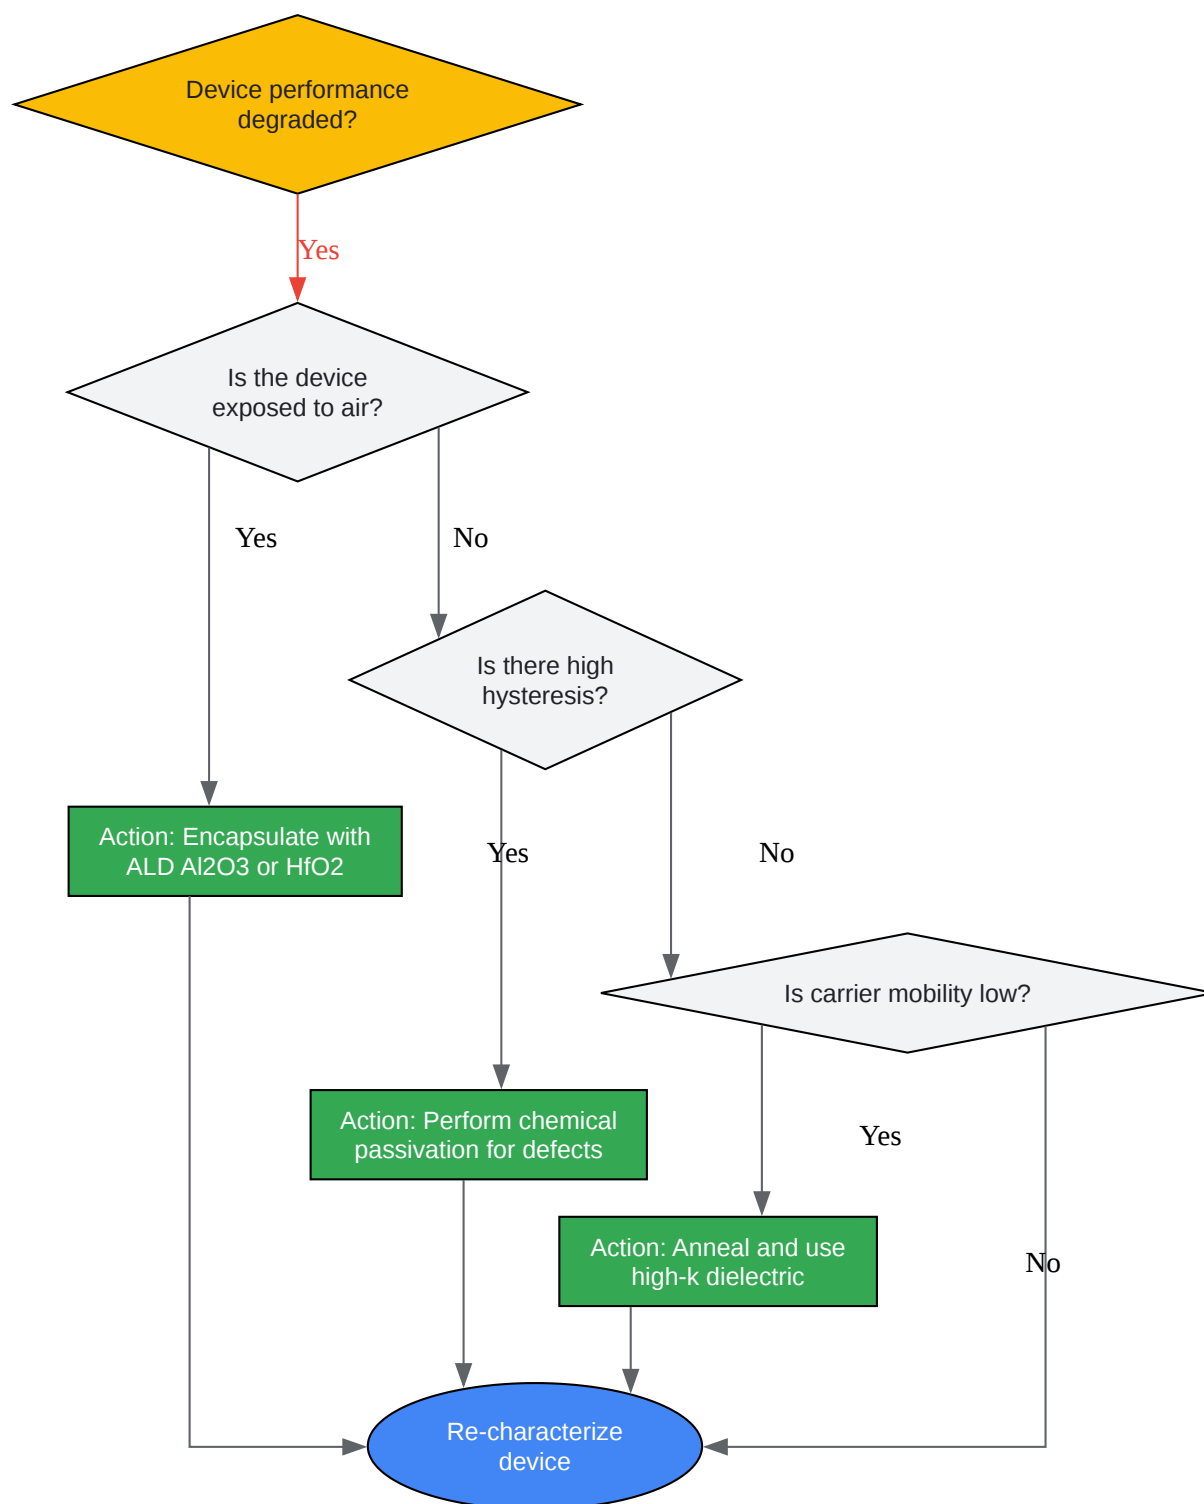 Device performance
degraded?
Yes
Is the device
exposed to air?
Yes
No
Is there high
hysteresis?
Action: Encapsulate with
ALD Al2O3 or HfO2
Yes
No
Is carrier mobility low?
Action: Perform chemical
passivation for defects
Yes
Action: Anneal and use
high-k dielectric
No
Re-characterize
device